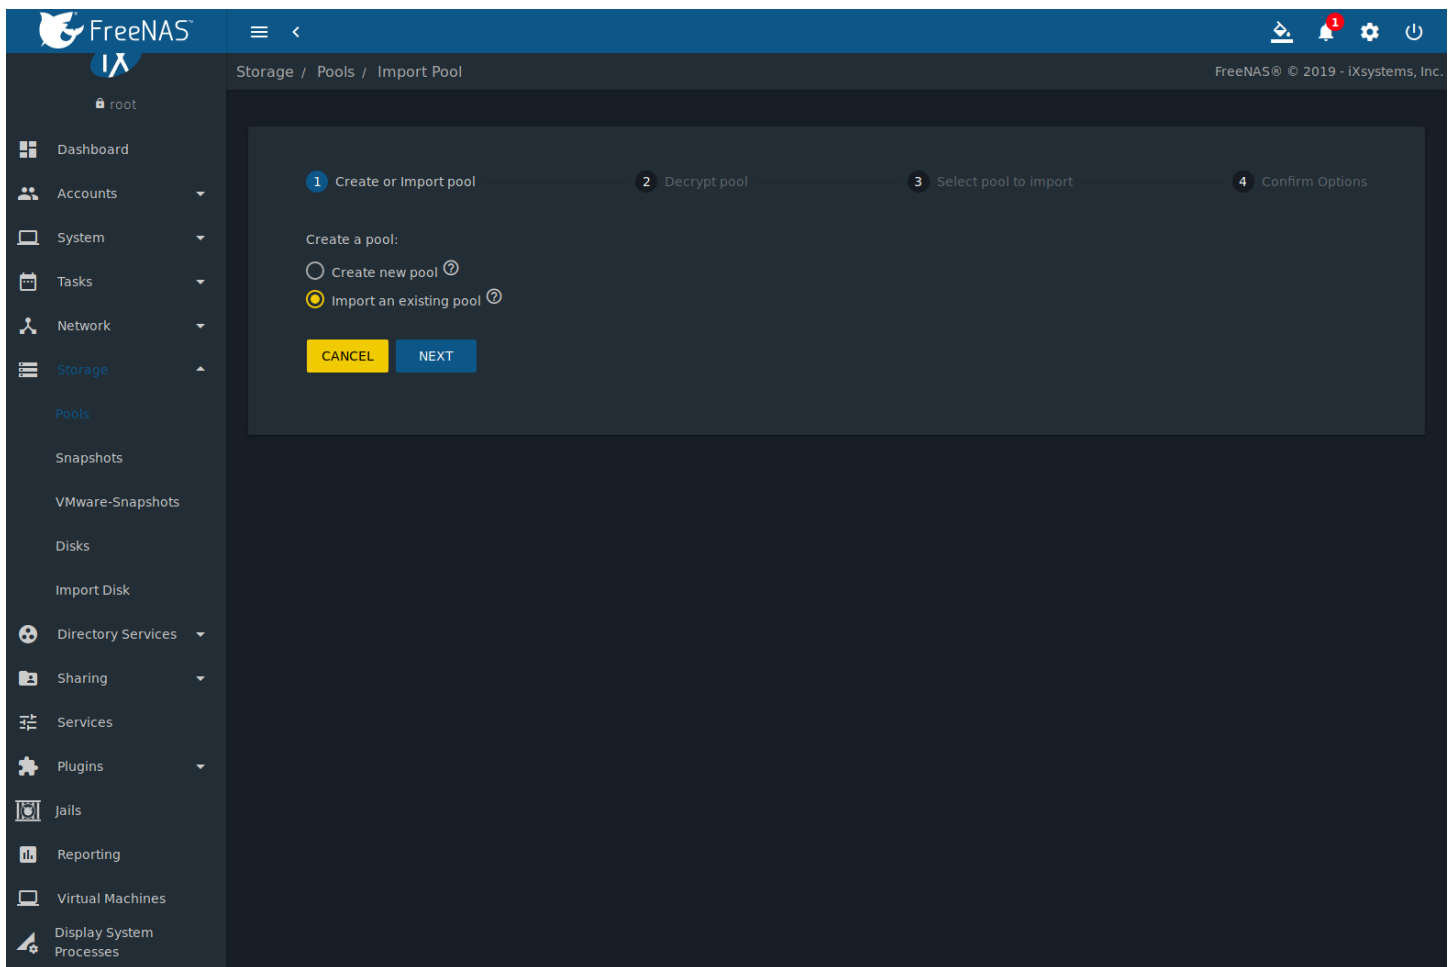 FreeNAS™
1
Storage / Pools / Import Pool
FreeNAS® © 2019 - iXsystems, Inc.
root
Dashboard
Accounts
System
Tasks
Network
Storage
Pools
Snapshots
VMware-Snapshots
Disks
Import Disk
Directory Services
Sharing
Services
Plugins
Jails
Reporting
Virtual Machines
Display System
Processes
1 Create or Import pool
2 Decrypt pool
3 Select pool to import
4 Confirm Options
Create a pool:
Create new pool ?
Import an existing pool ?
CANCEL
NEXT